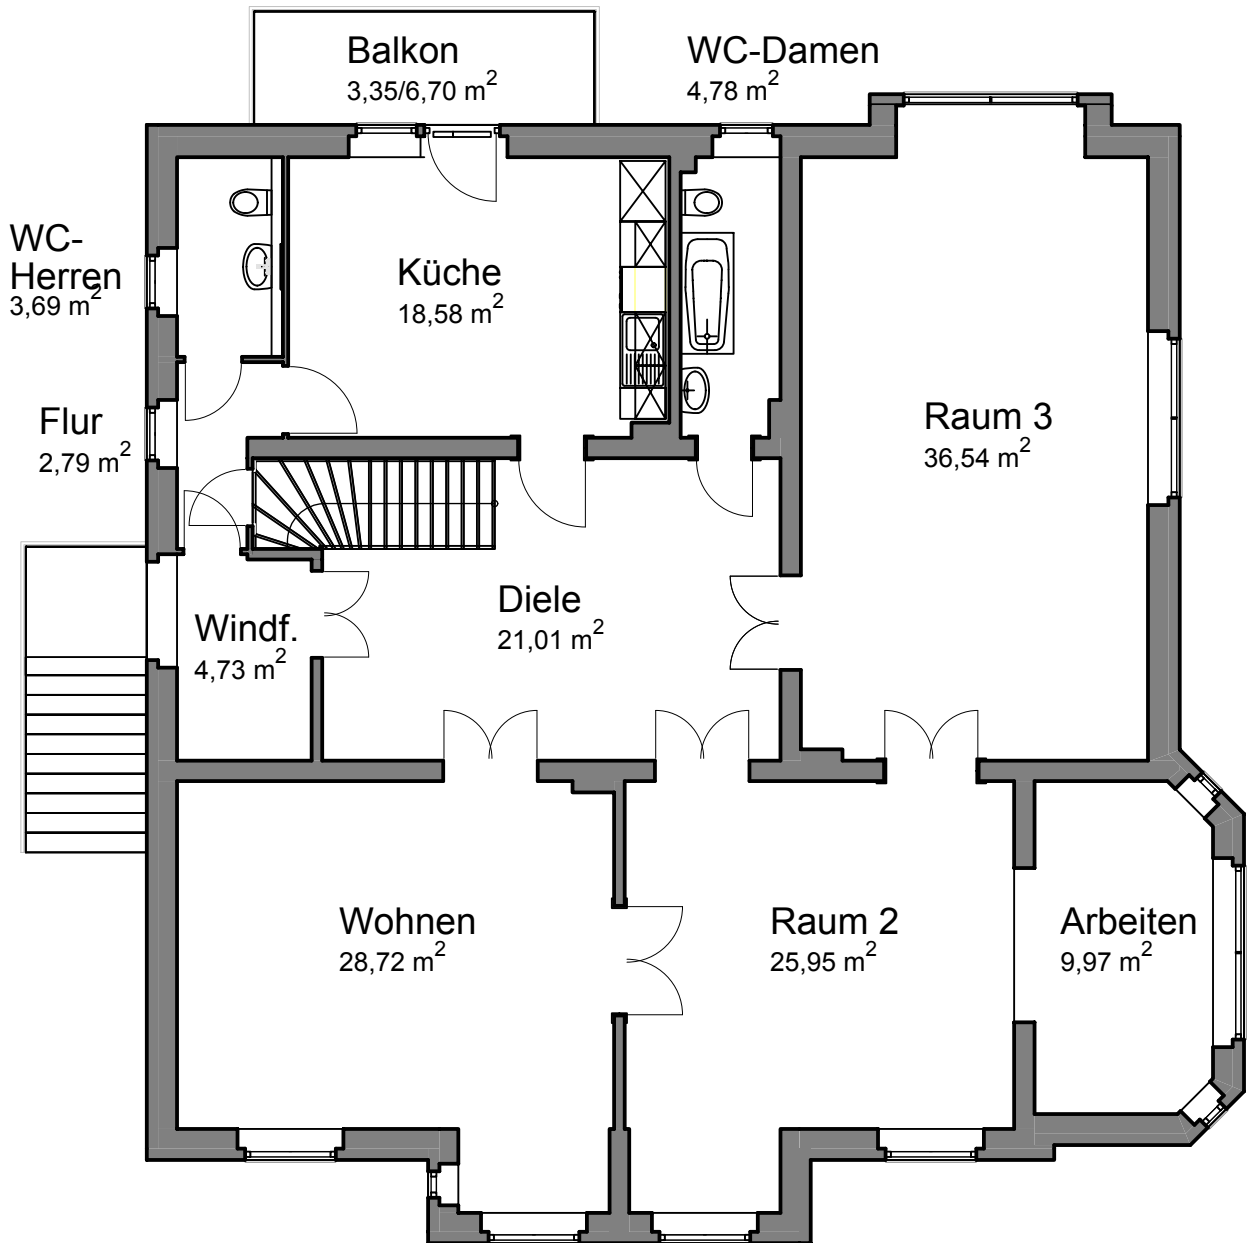 Balkon
3,35/6,70 m²
WC-Damen
4,78 m²
WC-
Herren
3,69 m²
Küche
18,58 m²
Flur
2,79 m²
Raum 3
36,54 m²
Diele
21,01 m²
Windf.
4,73 m²
Wohnen
28,72 m²
Raum 2
25,95 m²
Arbeiten
9,97 m²